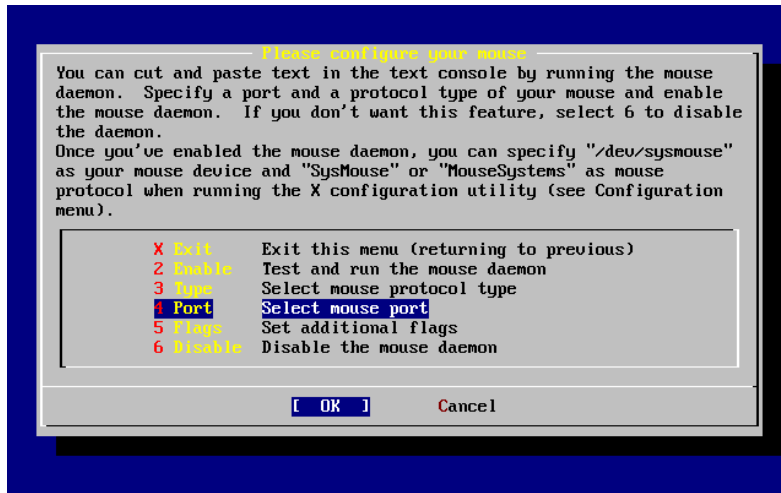 Please configure your mouse
You can cut and paste text in the text console by running the mouse
daemon.  Specify a port and a protocol type of your mouse and enable
the mouse daemon.  If you don't want this feature, select 6 to disable
the daemon.
Once you've enabled the mouse daemon, you can specify "/dev/sysmouse"
as your mouse device and "SysMouse" or "MouseSystems" as mouse
protocol when running the X configuration utility (see Configuration
menu).
X Exit     Exit this menu (returning to previous)
2 Enable   Test and run the mouse daemon
3 Type     Select mouse protocol type
4 Port     Select mouse port
5 Flags    Set additional flags
6 Disable  Disable the mouse daemon
[  OK  ]       Cancel